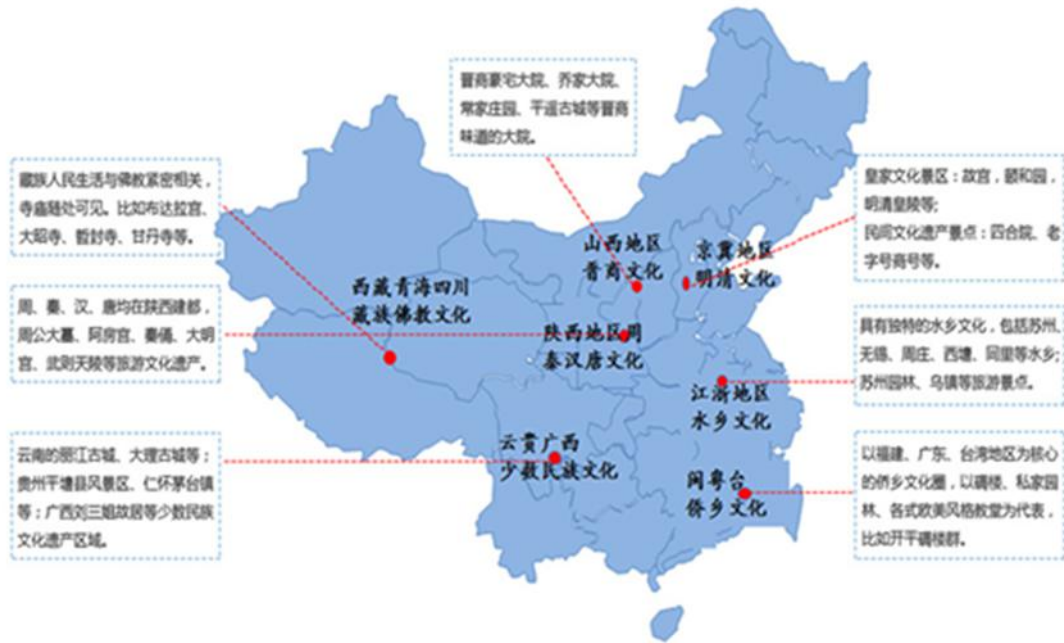 晋商豪宅大院、乔家大院、
常家庄园、平遥古城等晋商
味道的大院。
藏族人民生活与佛教紧密相关，
寺庙随处可见。比如布达拉宫、
大昭寺、哲封寺、甘丹寺等。
皇家文化景区：故宫，颐和园，
明清皇陵等;
民间文化遗产景点：四合院、老
字号商号等。
山西地区
晋商文化
京冀地区
明清文化
西藏青海四川
藏族佛教文化
周、秦、汉、唐均在陕西建都，
周公大墓、阿房宫、秦俑、大明
宫、武则天陵等旅游文化遗产。
陕西地区周
秦汉唐文化
具有独特的水乡文化，包括苏州、
无锡、周庄、西塘、同里等水乡;
苏州园林、乌镇等旅游景点。
江浙地区
水乡文化
云南的丽江古城、大理古城等；
贵州平塘县风景区、仁怀茅台镇
等；广西刘三姐故居等少数民族
文化遗产区域。
云贵广西
少数民族文化
闽粤台
侨乡文化
以福建、广东、台湾地区为核心
的侨乡文化圈，以碉楼、私家园
林、各式欧美风格教堂为代表，
比如开平碉楼群。